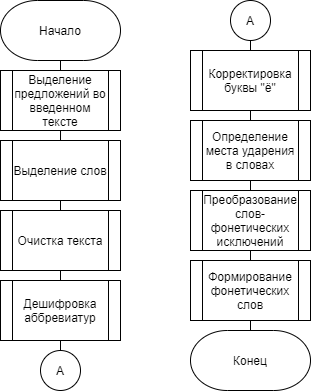 Начало
Выделение
предложений во
введенном
тексте
Выделение слов
Очистка текста
Дешифровка
аббревиатур
А
А
Корректировка
буквы "ё"
Определение
места ударения
в словах
Преобразование
слов-
фонетических
исключений
Формирование
фонетических
слов
Конец